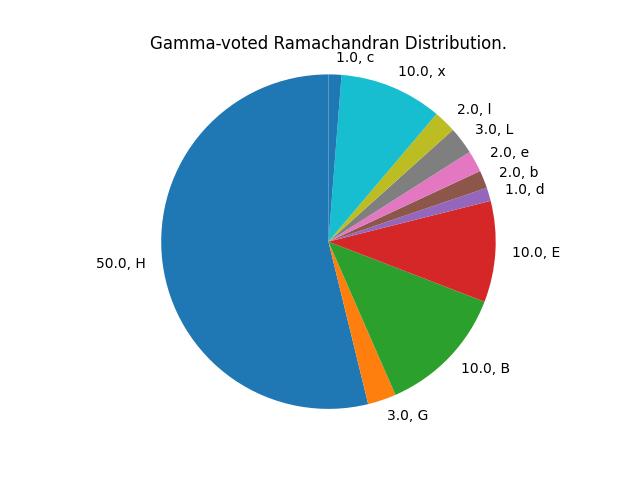 Gamma-voted Ramachandran Distribution.
1.0, c
10.0, x
2.0, l
3.0, L
2.0, e
2.0, b
1.0, d
10.0, E
50.0, H
10.0, B
3.0, G